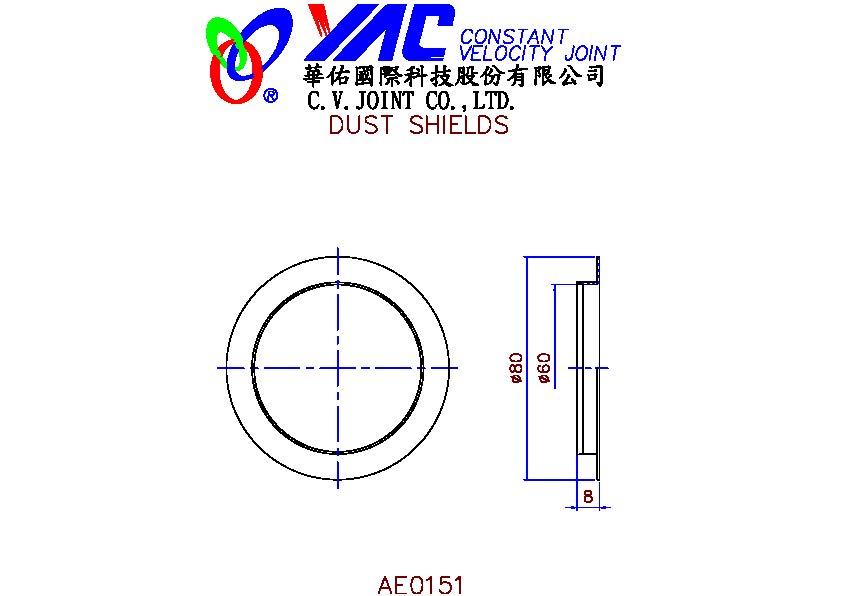 YAC CONSTANT
VELOCITY JOINT
®
華佑國際科技股份有限公司
C.V.JOINT CO.,LTD.
DUST SHIELDS
ø80
ø60
8
AE0151